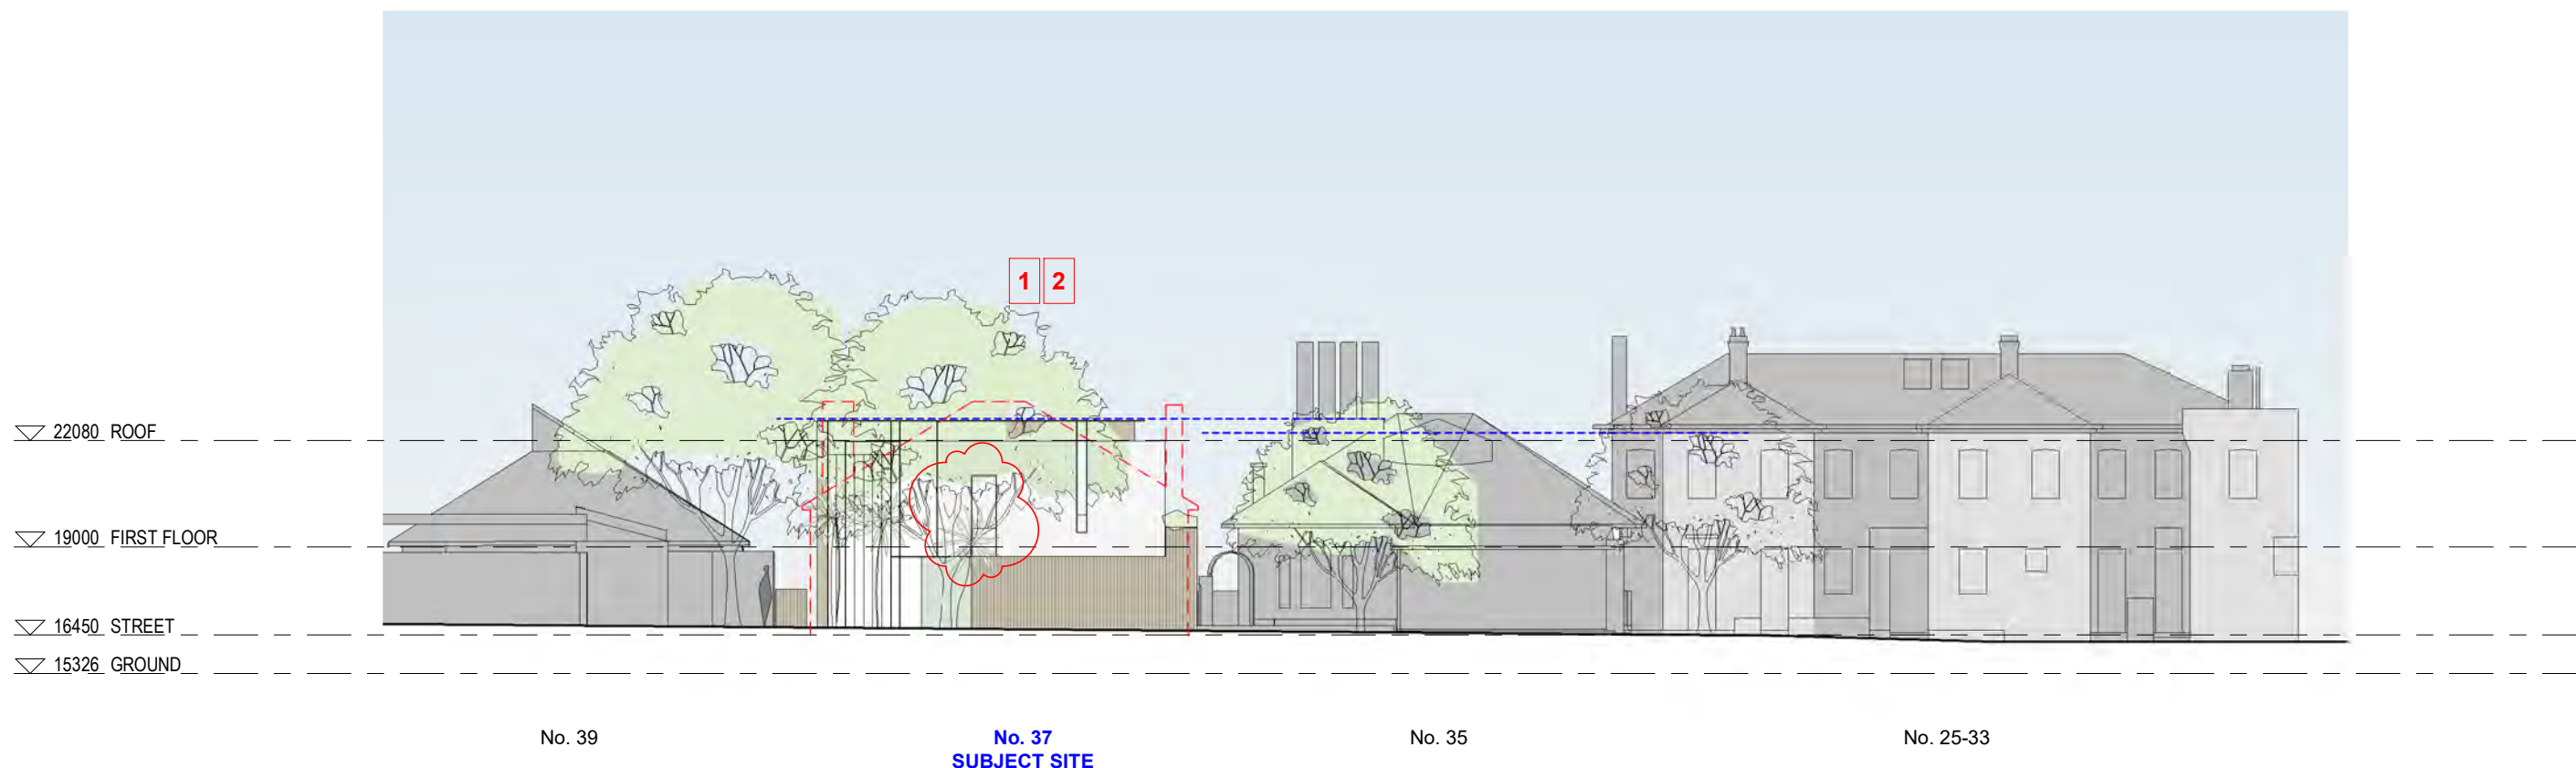 1 2
22080 ROOF
19000 FIRST FLOOR
16450 STREET
15326 GROUND
No. 39
No. 37
SUBJECT SITE
No. 35
No. 25-33